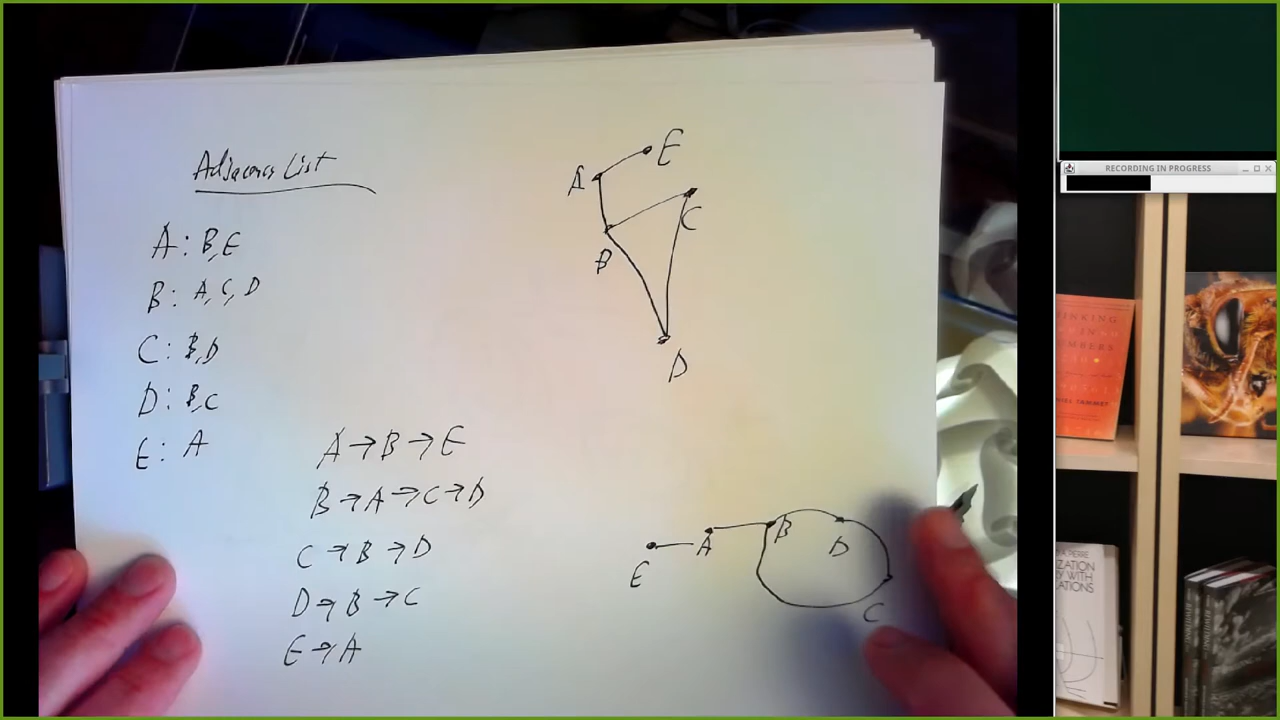 Adjacency List
A: B, E
B: A, C, D
C: B, D
D: B, C
E: A
A → B → E
B → A → C → D
C → B → D
D → B → C
E → A
E
A
C
B
D
E
A
B
D
C
RECORDING IN PROGRESS